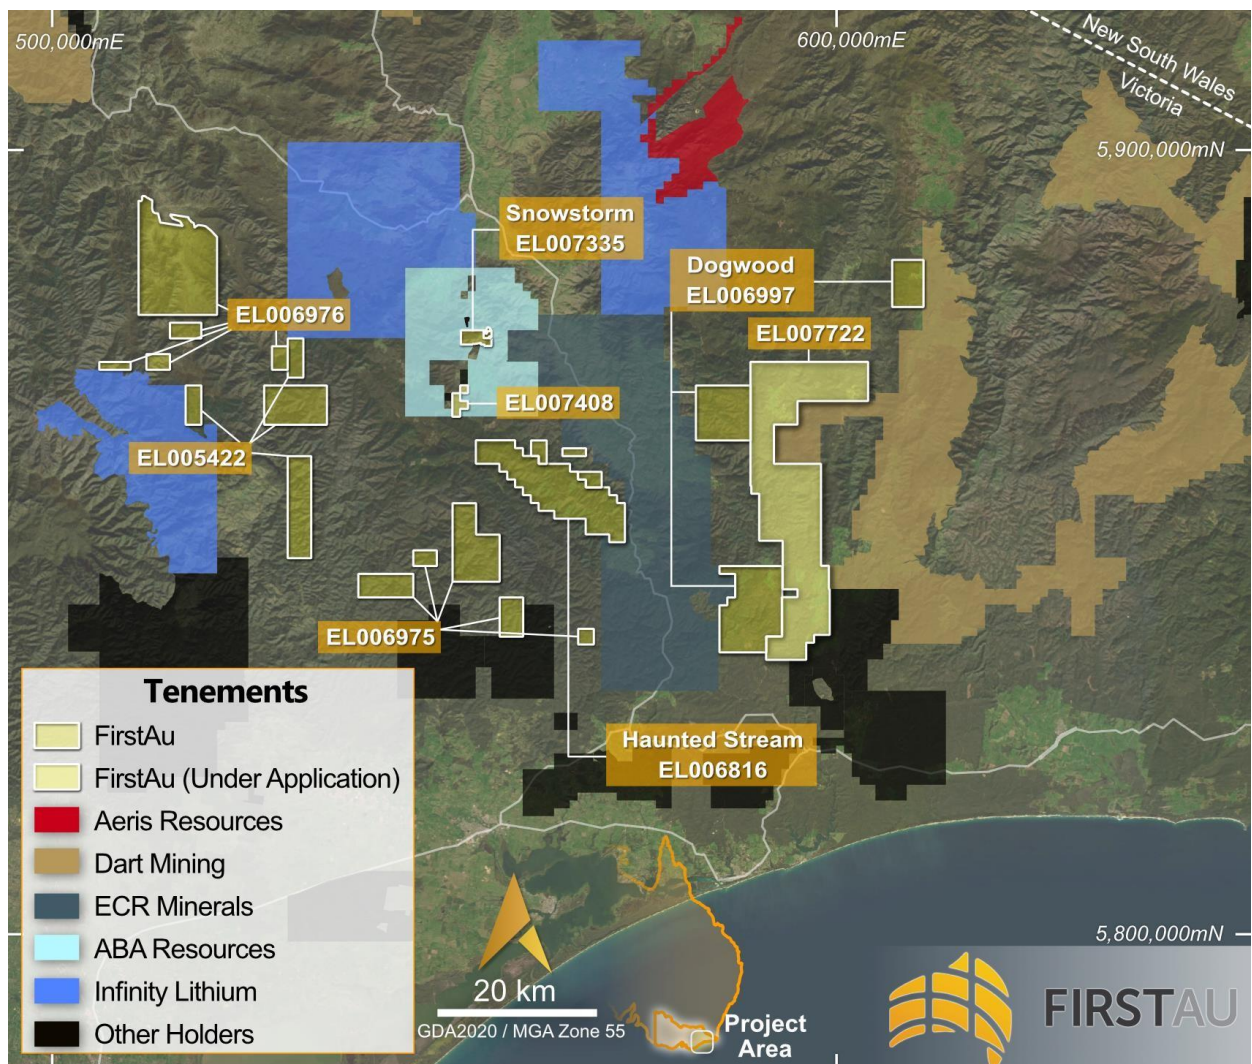 500,000mE
600,000mE
New South Wales
Victoria
5,900,000mN
Snowstorm
EL007335
Dogwood
EL006997
EL006976
EL007722
EL007408
EL005422
EL006975
Haunted Stream
EL006816
Tenements
FirstAu
FirstAu (Under Application)
Aeris Resources
Dart Mining
ECR Minerals
ABA Resources
Infinity Lithium
Other Holders
5,800,000mN
20 km
GDA2020 / MGA Zone 55
Project
Area
FIRSTAU